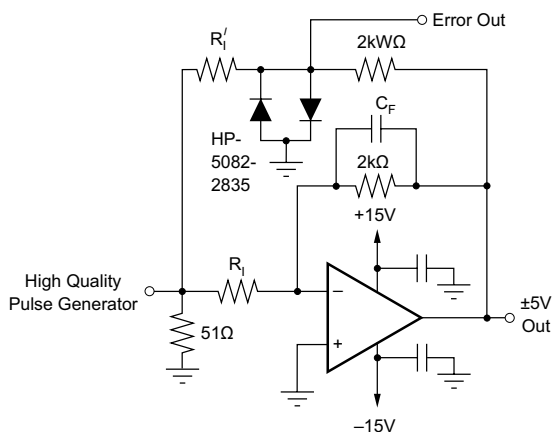 Error Out
R′I
2kWΩ
CF
HP-
5082-
2835
2kΩ
+15V
RI
High Quality
Pulse Generator
51Ω
−
+
±5V
Out
–15V